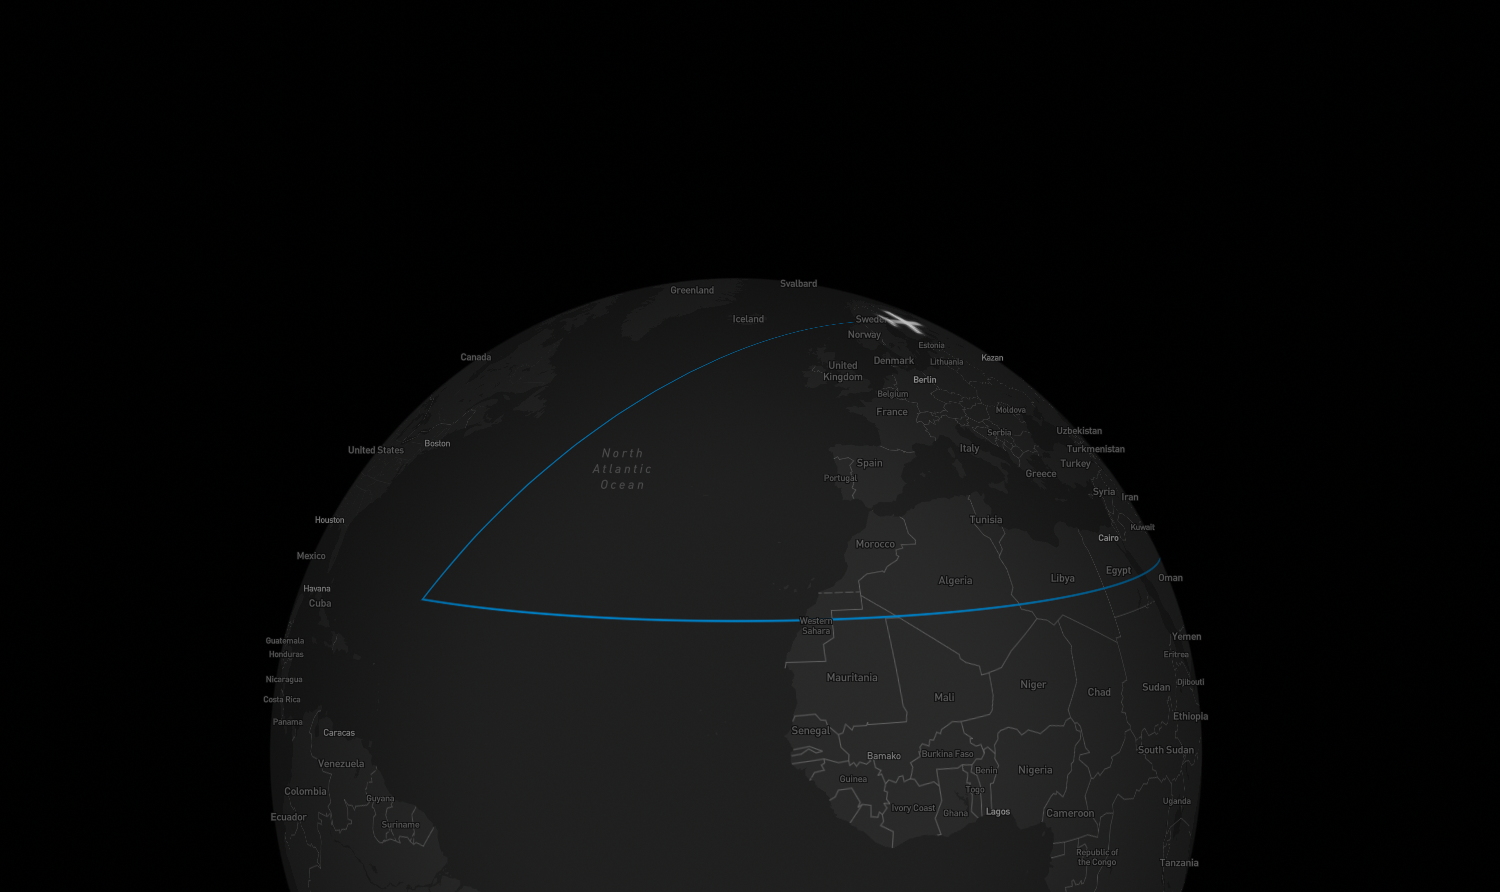 Svalbard
Greenland
Iceland
Swed
Norway
Estonia
Canada
Denmark
Lithuania
Kazan
United
Kingdom
Berlin
Belgium
France
Moldova
Uzbekistan
Serbia
Boston
United States
Italy
Turkmenistan
North
Atlantic
Ocean
Spain
Turkey
Portugal
Greece
Syria
Iran
Houston
Tunisia
Kuwait
Mexico
Morocco
Cairo
Algeria
Libya
Egypt
Oman
Havana
Cuba
Western
Sahara
Guatemala
Yemen
Honduras
Eritrea
Nicaragua
Mauritania
Mali
Niger
Chad
Sudan
Djibouti
Costa Rica
Panama
Ethiopia
Caracas
Senegal
Venezuela
Bamako
Burkina Faso
South Sudan
Guinea
Benin
Nigeria
Colombia
Togo
Guyana
Uganda
Ecuador
Suriname
Ivory Coast
Ghana
Lagos
Cameroon
Republic of
the Congo
Tanzania